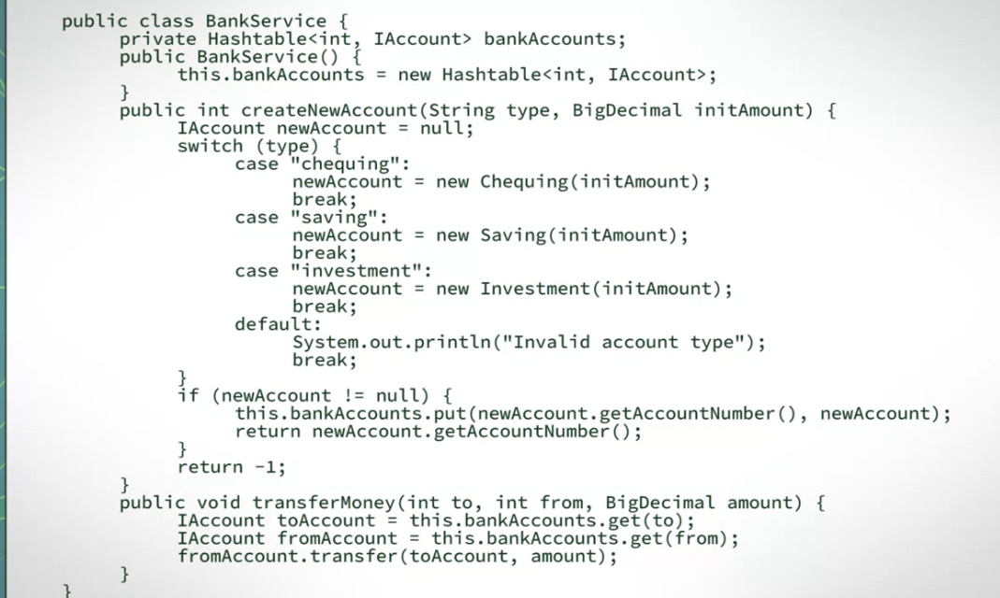 public class BankService {
private Hashtable<int, IAccount> bankAccounts;
public BankService() {
this.bankAccounts = new Hashtable<int, IAccount>;
}
public int createNewAccount(String type, BigDecimal initAmount) {
IAccount newAccount = null;
switch (type) {
case "chequing":
newAccount = new Chequing(initAmount);
break;
case "saving":
newAccount = new Saving(initAmount);
break;
case "investment":
newAccount = new Investment(initAmount);
break;
default:
System.out.println("Invalid account type");
break;
}
if (newAccount != null) {
this.bankAccounts.put(newAccount.getAccountNumber(), newAccount);
return newAccount.getAccountNumber();
}
return -1;
}
public void transferMoney(int to, int from, BigDecimal amount) {
IAccount toAccount = this.bankAccounts.get(to);
IAccount fromAccount = this.bankAccounts.get(from);
fromAccount.transfer(toAccount, amount);
}
}